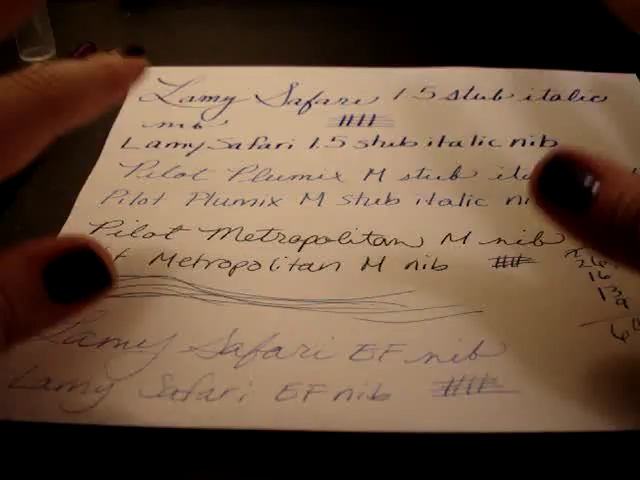 Lamy Safari 1.5 stub italic
nib
Lamy Safari 1.5 stub italic nib
Pilot Plumix M stub
Pilot Plumix M stub italic
Pilot Metropolitan M nib
Metropolitan M nib
Lamy Safari EF nib
Lamy Safari EF nib